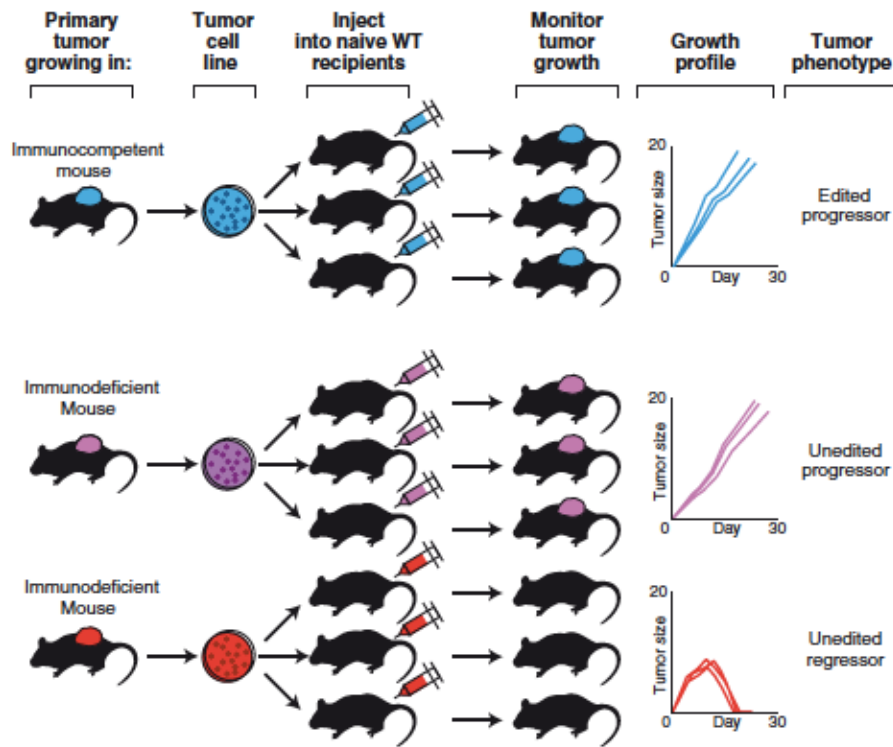 Primary
tumor
growing in:
Tumor
cell
line
Inject
into naive WT
recipients
Monitor
tumor
growth
Growth
profile
Tumor
phenotype
Immunocompetent
mouse
20
Tumor size
0
Day
30
Edited
progressor
Immunodeficient
Mouse
20
Tumor size
0
Day
30
Unedited
progressor
Immunodeficient
Mouse
20
Tumor size
0
Day
30
Unedited
regressor